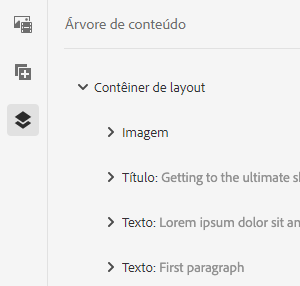 Árvore de conteúdo
Contêiner de layout
Imagem
Título: Getting to the ultimate
Texto: Lorem ipsum dolor sit an
Texto: First paragraph